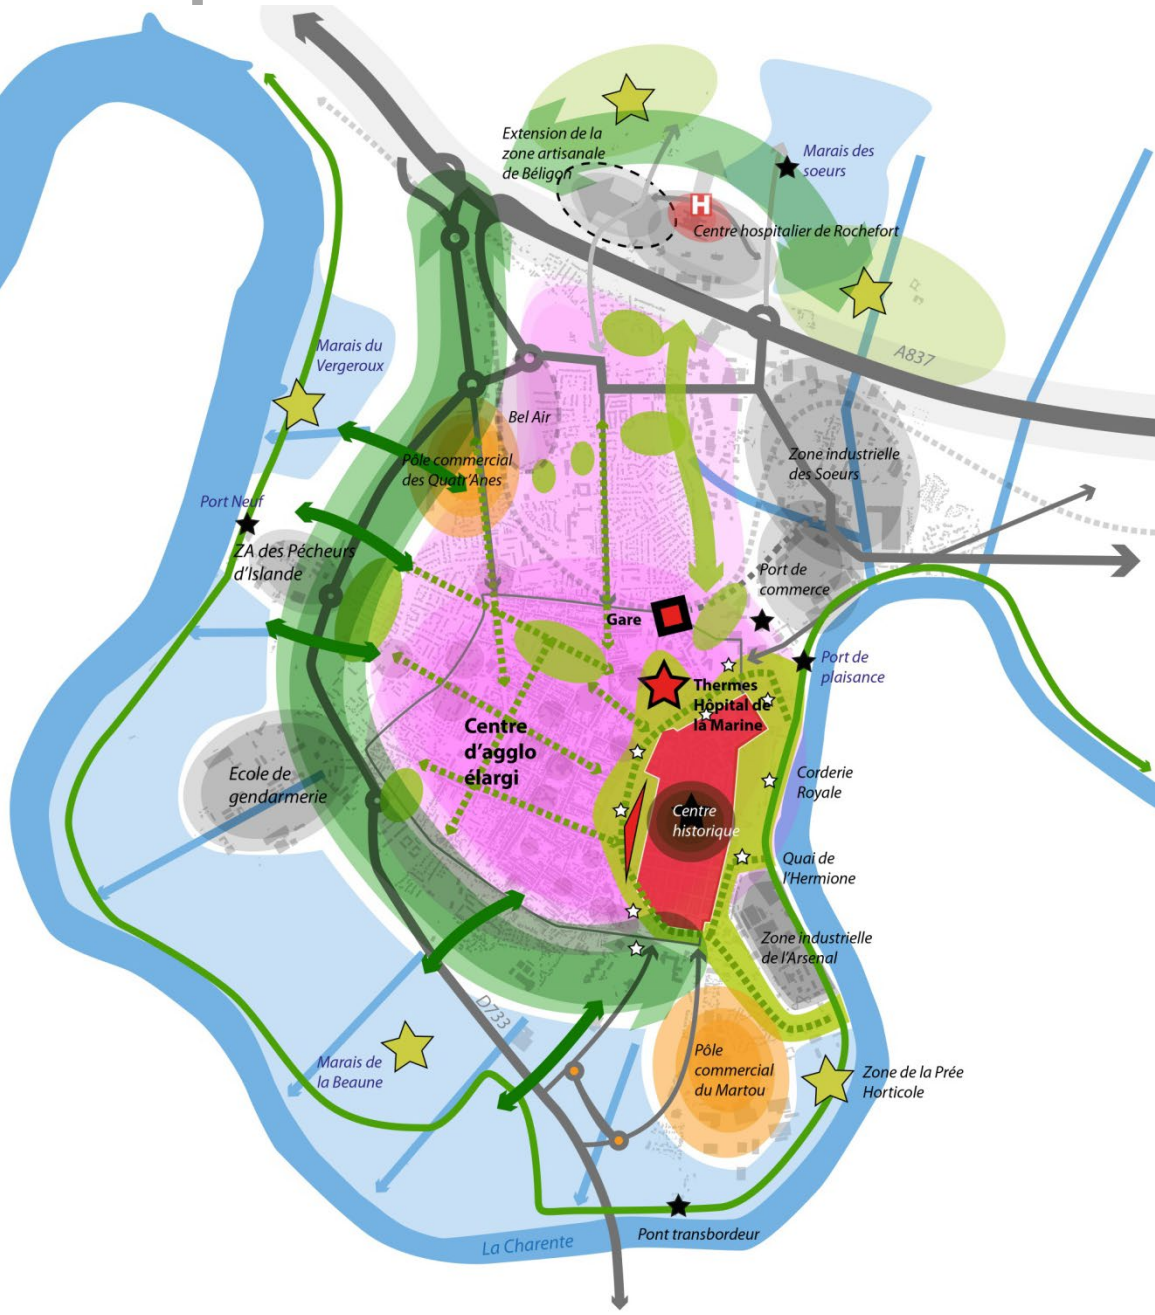 Extension de la
zone artisanale
de Béligon
Marais des
soeurs
H
Centre hospitalier de Rochefort
A837
Marais du
Vergeroux
Bel Air
Pôle commercial
des Quatr'Anes
Zone industrielle
des Soeurs
Port Neuf
ZA des Pécheurs
d'Islande
Port de
commerce
Gare
Port de
plaisance
Thermes
Hôpital de
la Marine
Centre
d'agglo
élargi
Ecole de
gendarmerie
Corderie
Royale
Centre
historique
Quai de
l'Hermione
Zone industrielle
de l'Arsenal
D733
Marais de
la Beaune
Pôle
commercial
du Martou
Zone de la Prée
Horticole
Pont transbordeur
La Charente